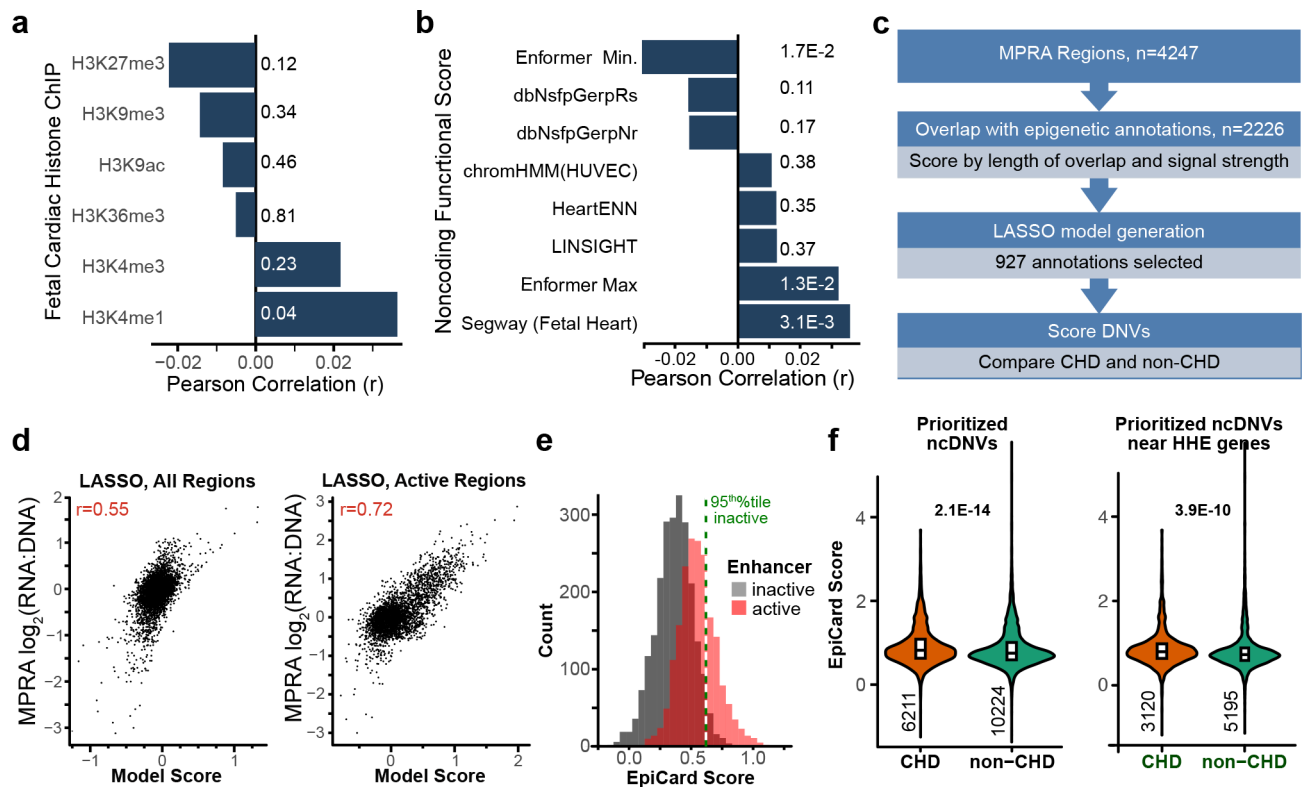 a
Fetal Cardiac Histone ChIP
H3K27me3
0.12
H3K9me3
0.34
H3K9ac
0.46
H3K36me3
0.81
H3K4me3
0.23
H3K4me1
0.04
−0.02
0.00
0.02
Pearson Correlation (r)
b
Noncoding Functional Score
Enformer Min.
1.7E-2
dbNsfpGerpRs
0.11
dbNsfpGerpNr
0.17
chromHMM(HUVEC)
0.38
HeartENN
0.35
LINSIGHT
0.37
Enformer Max
1.3E-2
Segway (Fetal Heart)
3.1E-3
-0.02
0.00
0.02
Pearson Correlation (r)
c
MPRA Regions, n=4247
Overlap with epigenetic annotations, n=2226
Score by length of overlap and signal strength
LASSO model generation
927 annotations selected
Score DNVs
Compare CHD and non-CHD
d
LASSO, All Regions
r=0.55
MPRA log2(RNA:DNA)
2
1
0
−1
−2
−3
−1
0
1
Model Score
LASSO, Active Regions
r=0.72
MPRA log2(RNA:DNA)
3
2
1
0
−1
−2
−3
−1
0
1
2
Model Score
e
95th%tile
inactive
Enhancer
inactive
active
Count
300
200
100
0
0.0
0.5
1.0
EpiCard Score
f
Prioritized
ncDNVs
2.1E-14
EpiCard Score
4
2
0
6211
10224
CHD
non−CHD
Prioritized ncDNVs
near HHE genes
3.9E-10
4
2
0
3120
5195
CHD
non−CHD